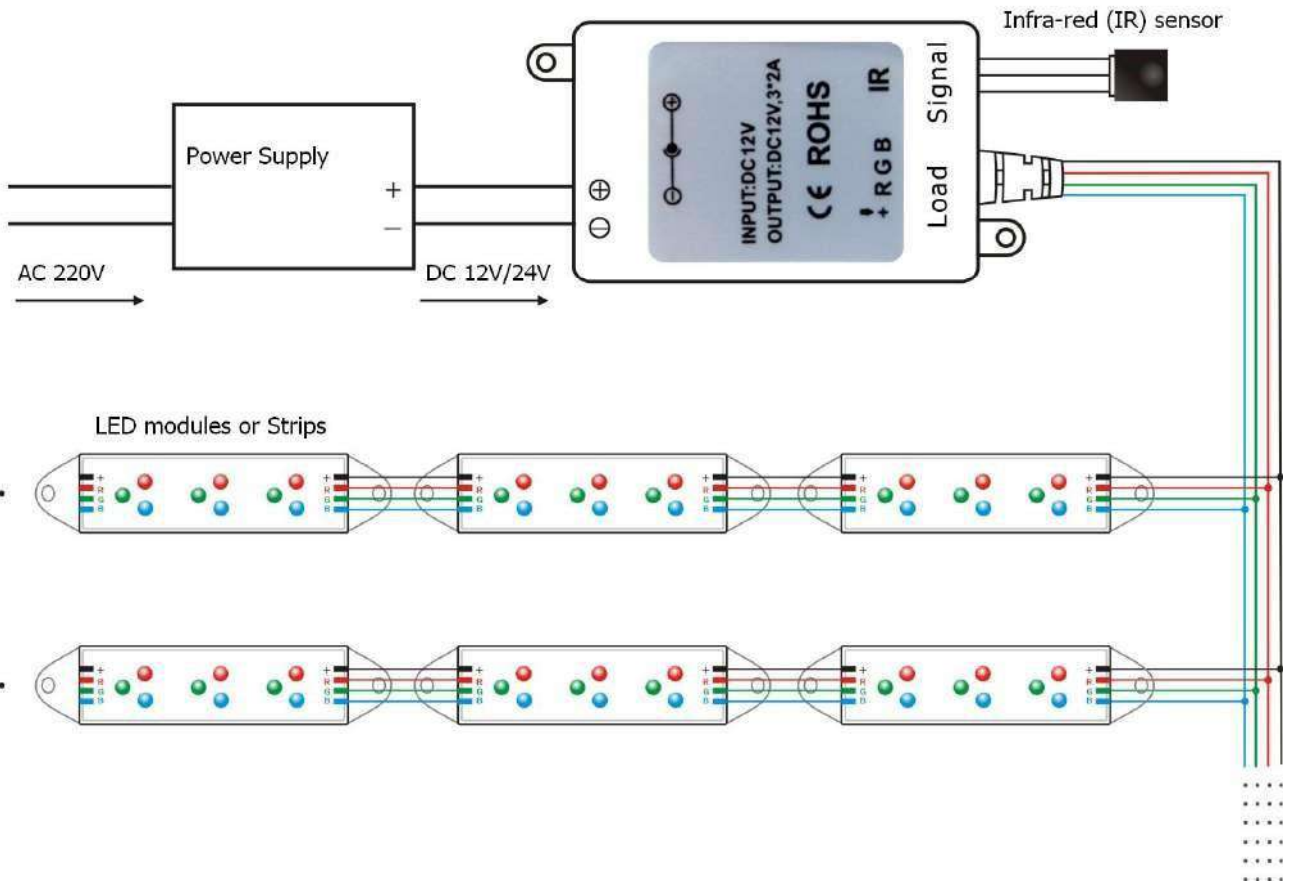 Infra-red (IR) sensor
Power Supply
+
−
AC 220V
DC 12V/24V
⊕
⊖
⊕
⊖
INPUT:DC12V
OUTPUT:DC12V,3*2A
CE ROHS
+ R G B IR
Load Signal
LED modules or Strips
+ + + + + +
R R R R R R
G G G G G G
B B B B B B
+ + + + + +
R R R R R R
G G G G G G
B B B B B B